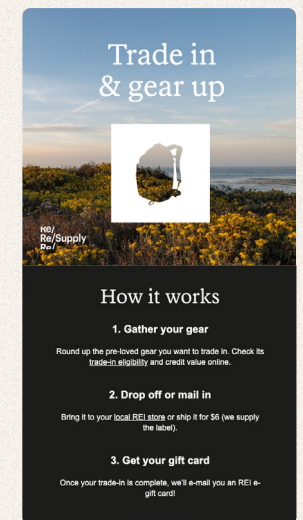 Trade in
& gear up
Re/
Re/Supply
Re/
How it works
1. Gather your gear
Round up the pre-loved gear you want to trade in. Check its
trade-in eligibility and credit value online.
2. Drop off or mail in
Bring it to your local REI store or ship it for $6 (we supply
the label).
3. Get your gift card
Once your trade-in is complete, we'll e-mail you an REI e-
gift card!